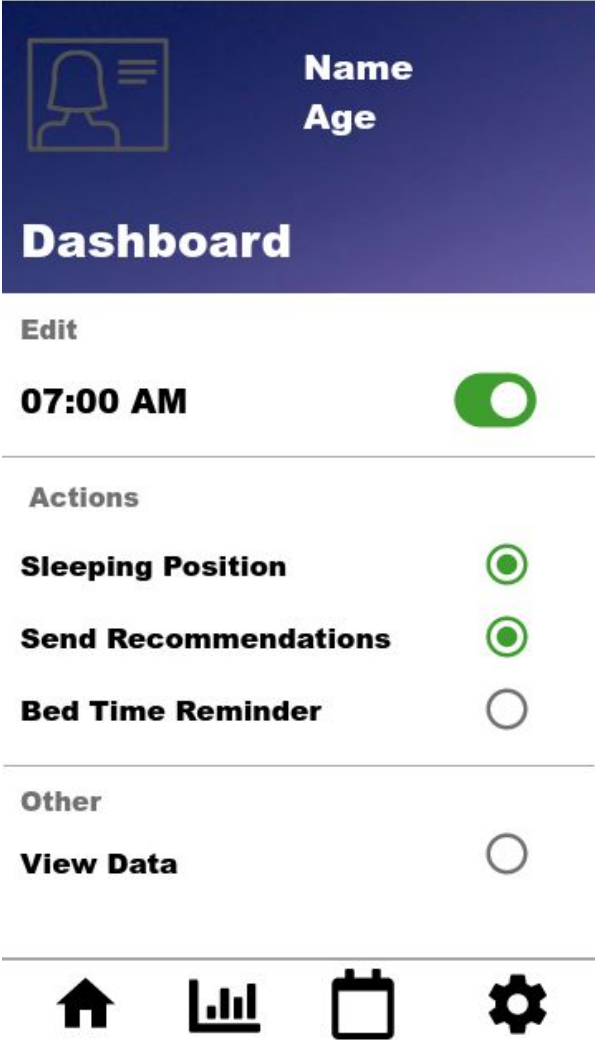 Name
Age
Dashboard
Edit
07:00 AM
Actions
Sleeping Position
Send Recommendations
Bed Time Reminder
Other
View Data